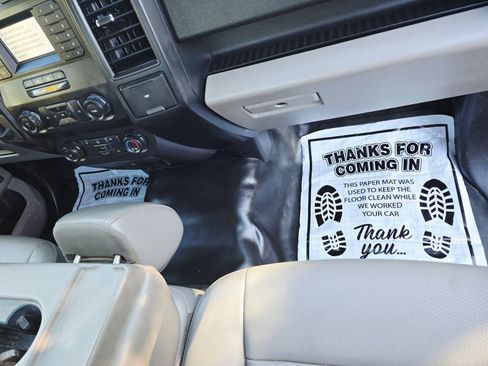 THANKS FOR
COMING IN
THANKS FOR
COMING IN
THIS PAPER MAT WAS
USED TO KEEP THE
FLOOR CLEAN WHILE
WE WORKED
YOUR CAR
Thank
you...